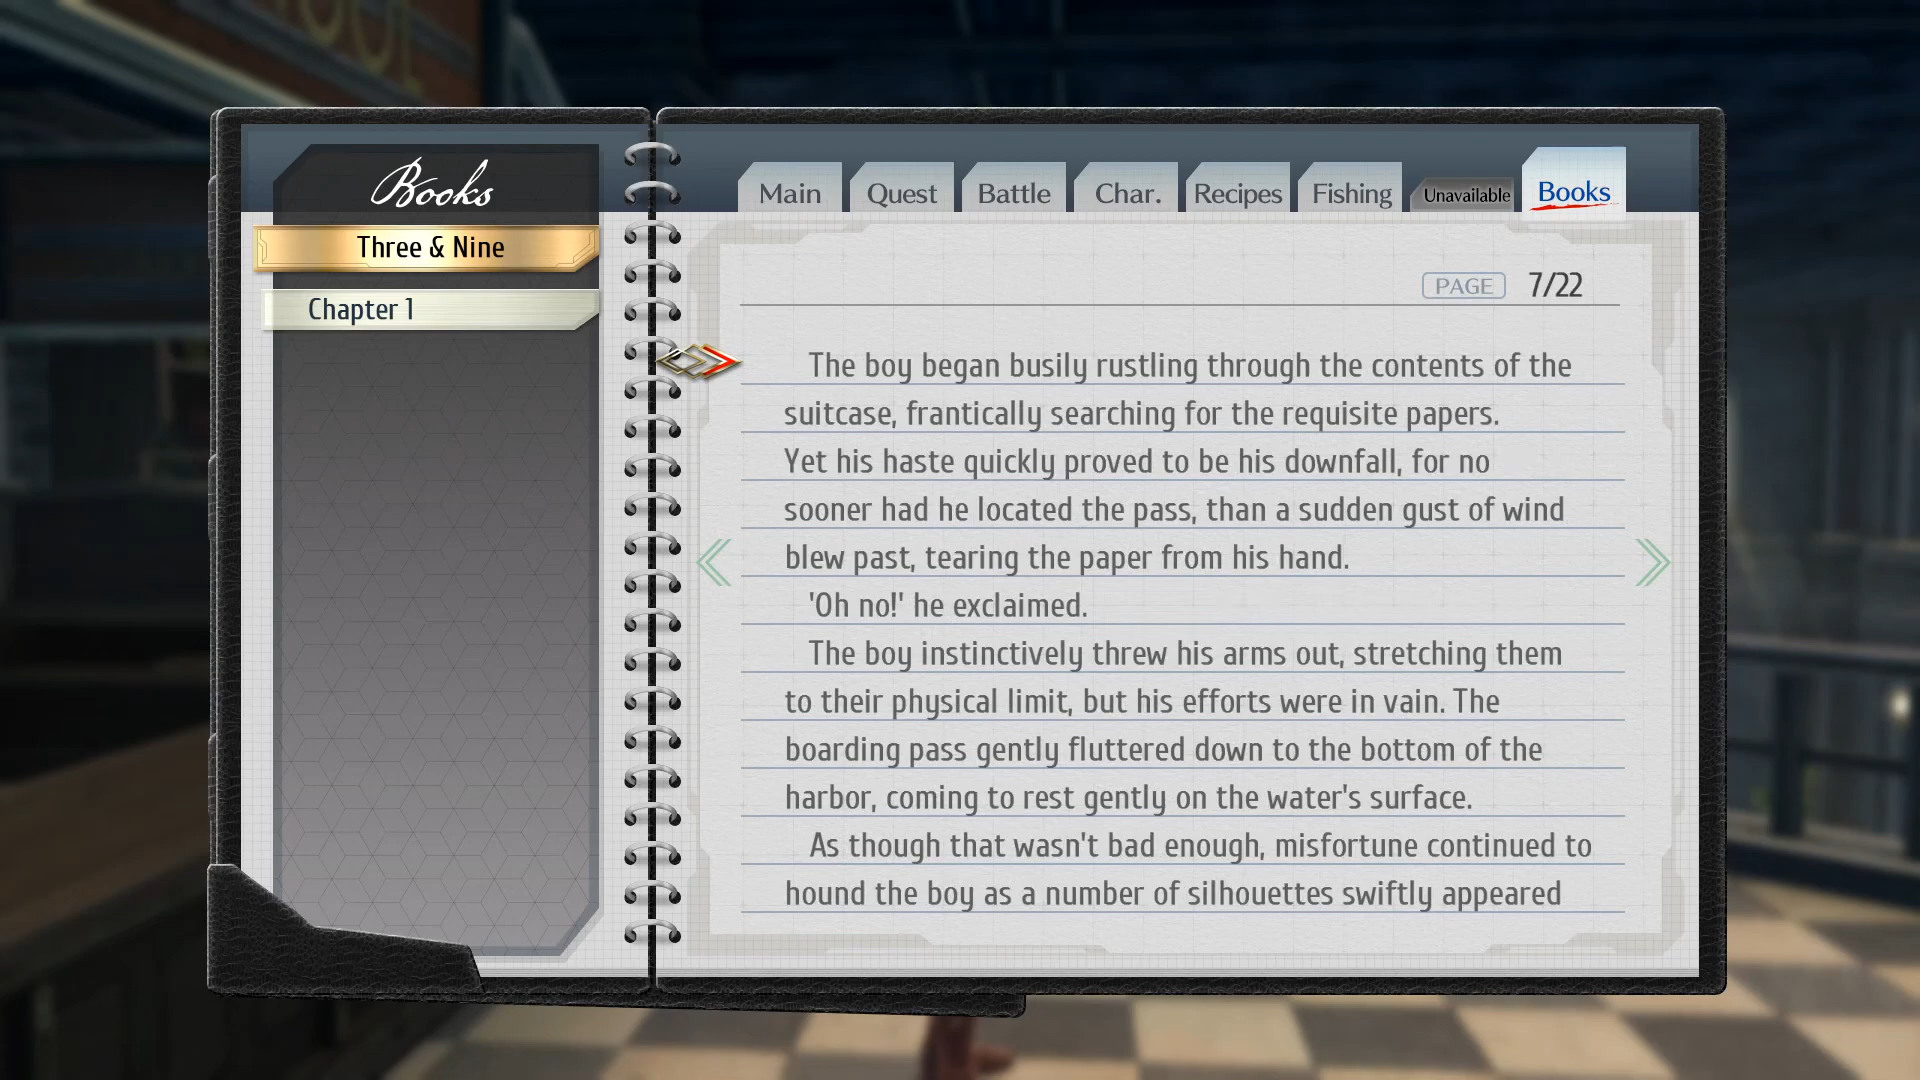 Books
Three & Nine
Chapter 1
Main
Quest
Battle
Char.
Recipes
Fishing
Unavailable
Books
PAGE 7/22
The boy began busily rustling through the contents of the
suitcase, frantically searching for the requisite papers.
Yet his haste quickly proved to be his downfall, for no
sooner had he located the pass, than a sudden gust of wind
blew past, tearing the paper from his hand.
'Oh no!' he exclaimed.
The boy instinctively threw his arms out, stretching them
to their physical limit, but his efforts were in vain. The
boarding pass gently fluttered down to the bottom of the
harbor, coming to rest gently on the water's surface.
As though that wasn't bad enough, misfortune continued to
hound the boy as a number of silhouettes swiftly appeared